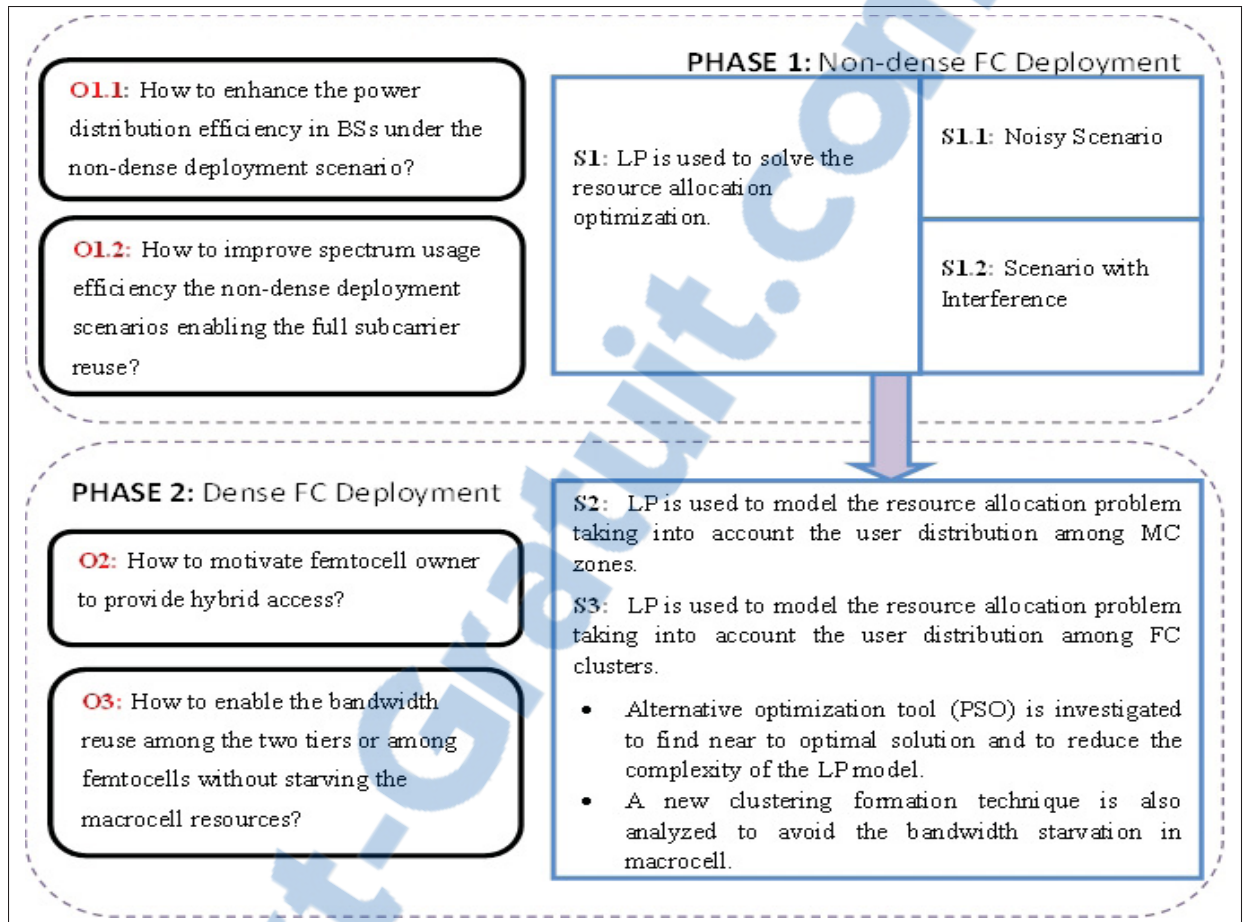 PHASE 1: Non-dense FC Deployment
O1.1: How to enhance the power
distribution efficiency in BSs under the
non-dense deployment scenario?
O1.2: How to improve spectrum usage
efficiency the non-dense deployment
scenarios enabling the full subcarrier
reuse?
S1: LP is used to solve the
resource allocation
optimization.
S1.1: Noisy Scenario
S1.2: Scenario with
Interference
PHASE 2: Dense FC Deployment
O2: How to motivate femtocell owner
to provide hybrid access?
O3: How to enable the bandwidth
reuse among the two tiers or among
femtocells without starving the
macrocell resources?
S2: LP is used to model the resource allocation problem
taking into account the user distribution among MC
zones.
S3: LP is used to model the resource allocation problem
taking into account the user distribution among FC
clusters.
• Alternative optimization tool (PSO) is investigated
to find near to optimal solution and to reduce the
complexity of the LP model.
• A new clustering formation technique is also
analyzed to avoid the bandwidth starvation in
macrocell.
t-Gratuit.com